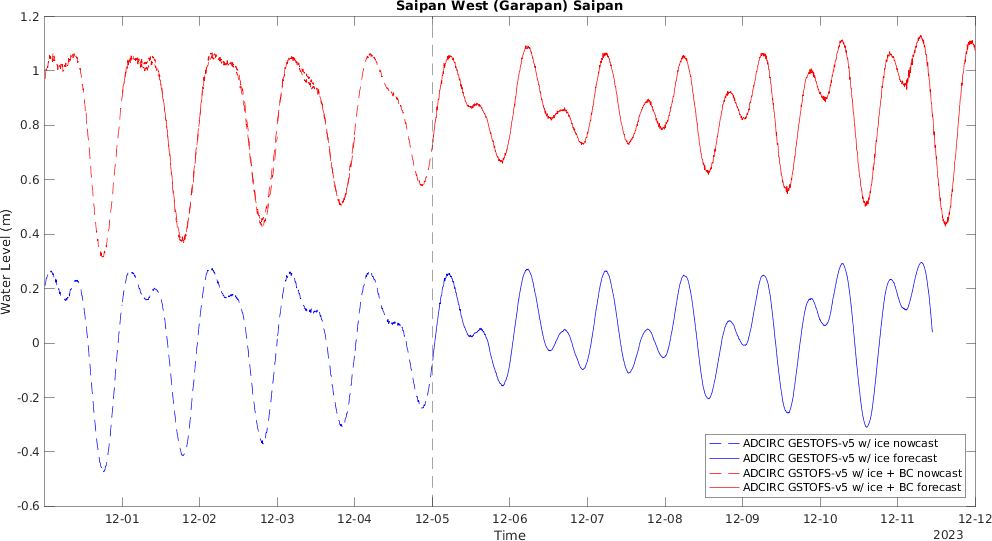 Saipan West (Garapan) Saipan
Water Level (m)
1.2
1
0.8
0.6
0.4
0.2
0
-0.2
-0.4
-0.6
ADCIRC GESTOFS-v5 w/ ice nowcast
ADCIRC GESTOFS-v5 w/ ice forecast
ADCIRC GSTOFS-v5 w/ ice + BC nowcast
ADCIRC GSTOFS-v5 w/ ice + BC forecast
12-01 12-02 12-03 12-04 12-05 12-06 12-07 12-08 12-09 12-10 12-11 12-12
Time
2023